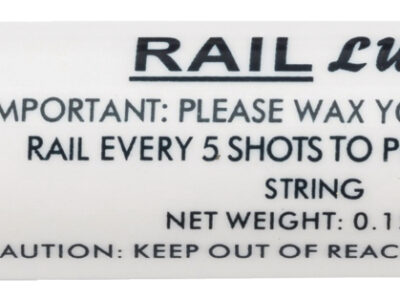 RAIL LU
MPORTANT: PLEASE WAX YO
RAIL EVERY 5 SHOTS TO P
STRING
NET WEIGHT: 0.1
CAUTION: KEEP OUT OF REAC